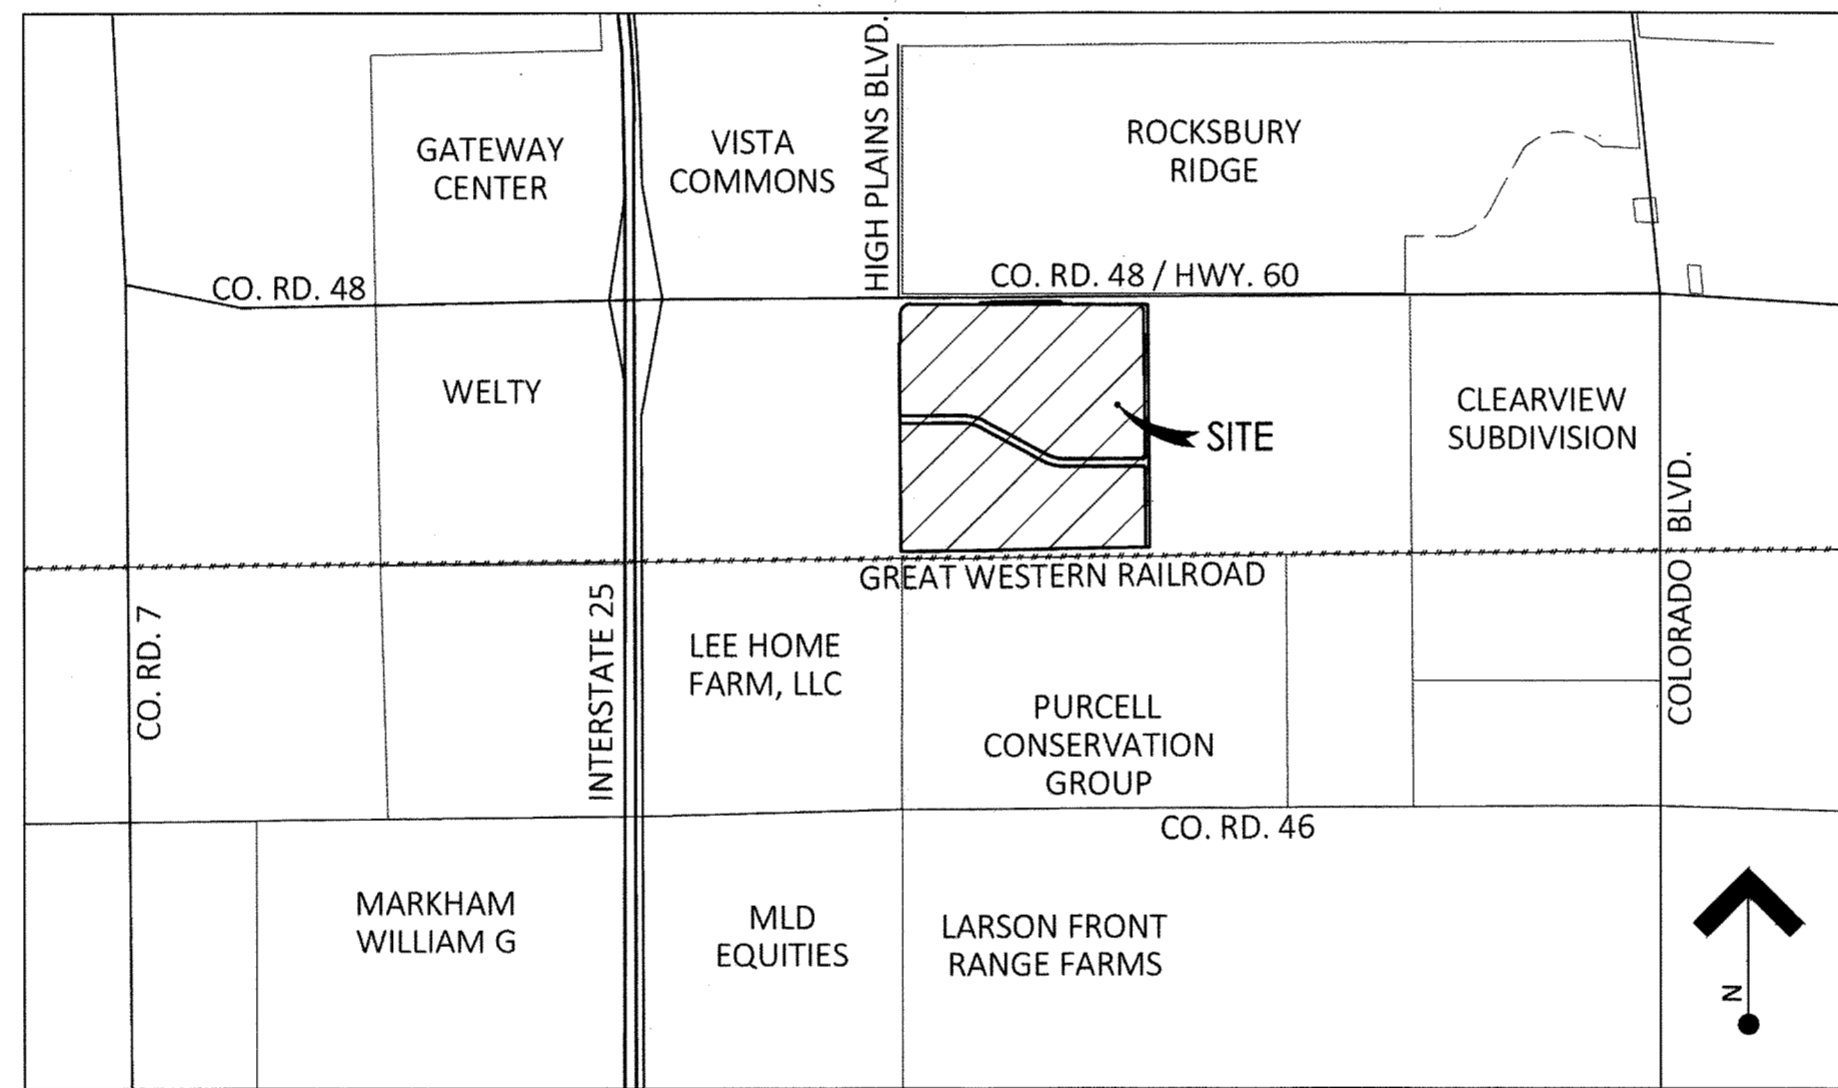 HIGH PLAINS BLVD.
GATEWAY
CENTER
VISTA
COMMONS
ROCKSBURY
RIDGE
CO. RD. 48
CO. RD. 48 / HWY. 60
WELTY
SITE
CLEARVIEW
SUBDIVISION
COLORADO BLVD.
GREAT WESTERN RAILROAD
CO. RD. 7
INTERSTATE 25
LEE HOME
FARM, LLC
PURCELL
CONSERVATION
GROUP
CO. RD. 46
MARKHAM
WILLIAM G
MLD
EQUITIES
LARSON FRONT
RANGE FARMS
N